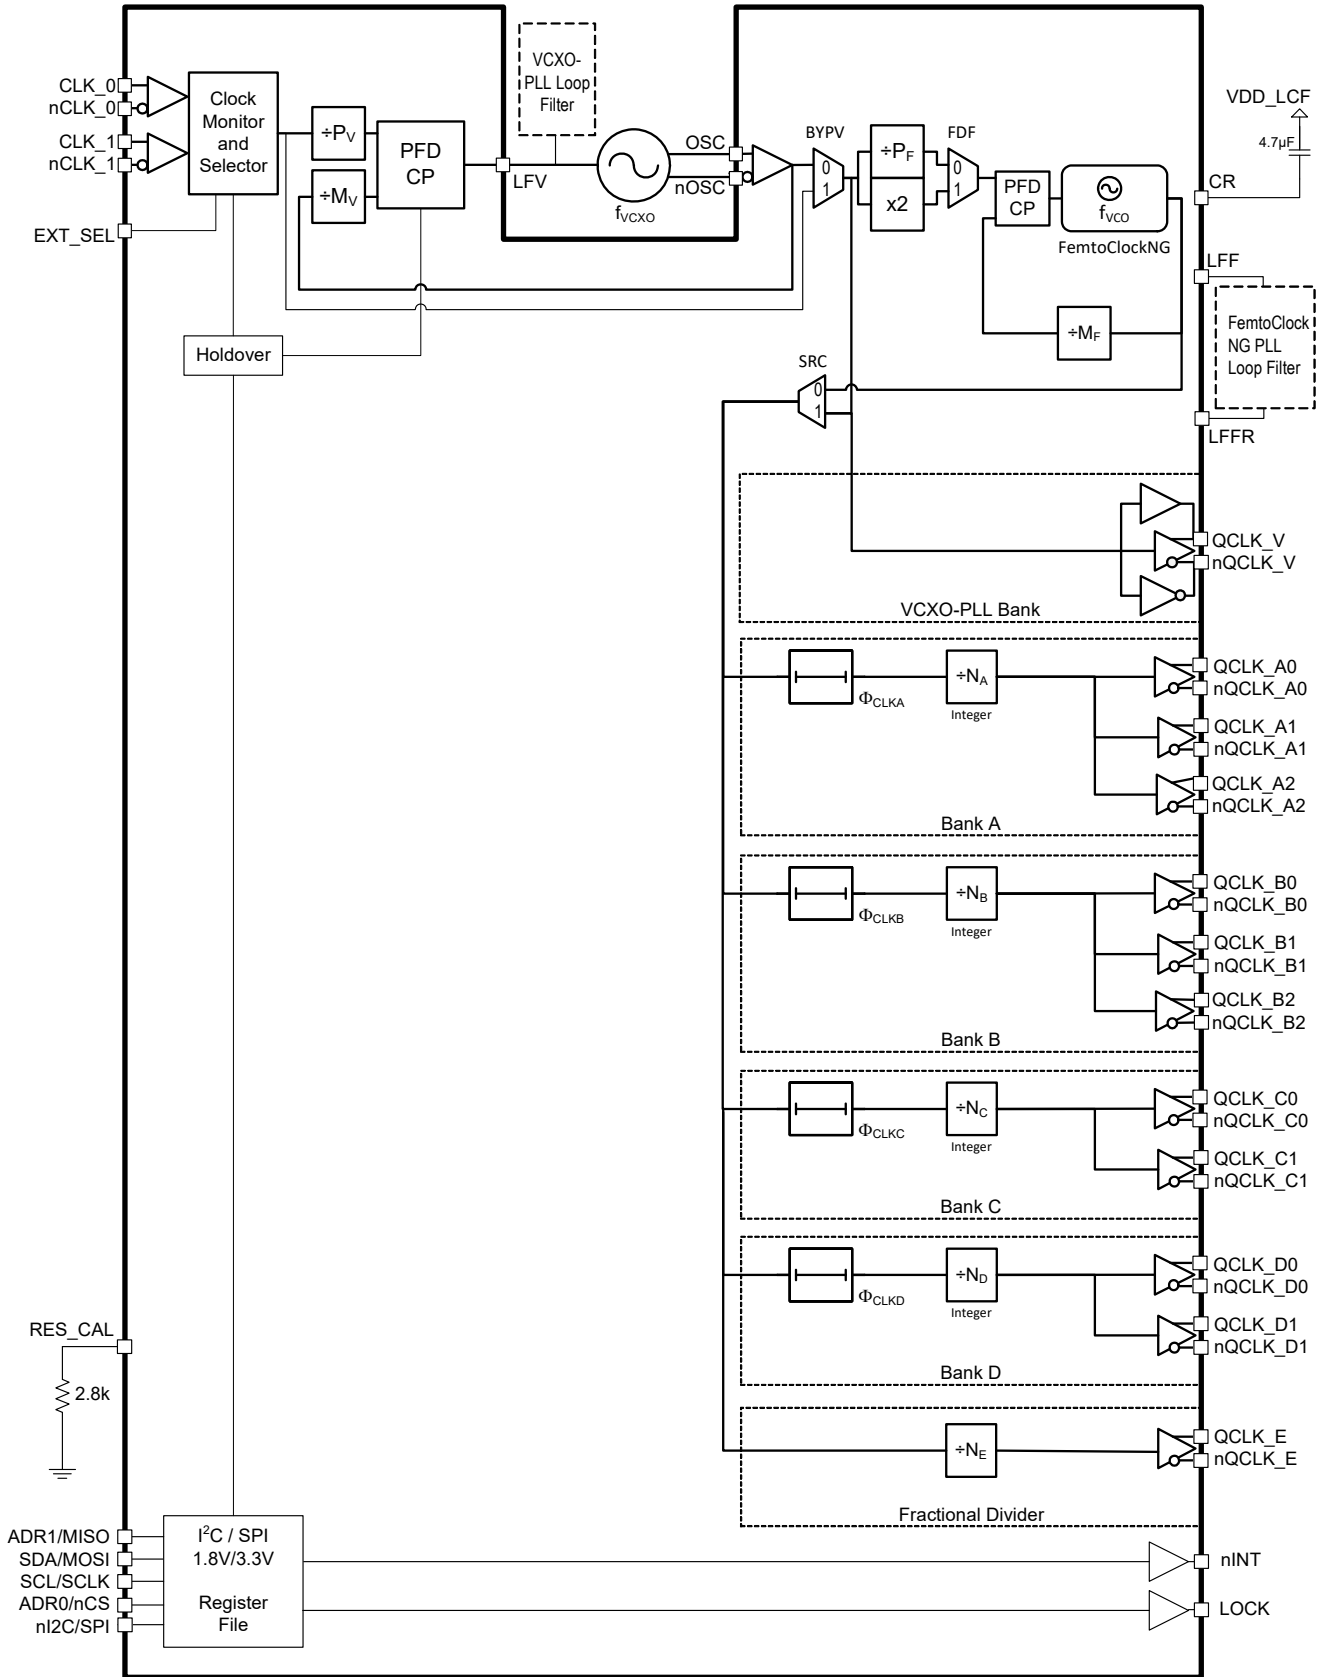 CLK_0
nCLK_0
CLK_1
nCLK_1
EXT_SEL
Clock
Monitor
and
Selector
÷PV
÷MV
PFD
CP
LFV
VCXO-
PLL Loop
Filter
fVCXO
OSC
nOSC
BYPV
0
1
÷PF
x2
FDF
0
1
PFD
CP
fVCO
FemtoClockNG
÷MF
VDD_LCF
4.7µF
CR
LFF
FemtoClock
NG PLL
Loop Filter
LFFR
Holdover
SRC
0
1
QCLK_V
nQCLK_V
VCXO-PLL Bank
ΦCLKA
÷NA
Integer
QCLK_A0
nQCLK_A0
QCLK_A1
nQCLK_A1
QCLK_A2
nQCLK_A2
Bank A
ΦCLKB
÷NB
Integer
QCLK_B0
nQCLK_B0
QCLK_B1
nQCLK_B1
QCLK_B2
nQCLK_B2
Bank B
ΦCLKC
÷NC
Integer
QCLK_C0
nQCLK_C0
QCLK_C1
nQCLK_C1
Bank C
ΦCLKD
÷ND
Integer
QCLK_D0
nQCLK_D0
QCLK_D1
nQCLK_D1
Bank D
RES_CAL
2.8k
÷NE
QCLK_E
nQCLK_E
Fractional Divider
ADR1/MISO
SDA/MOSI
SCL/SCLK
ADR0/nCS
nI2C/SPI
I2C / SPI
1.8V/3.3V
Register
File
nINT
LOCK